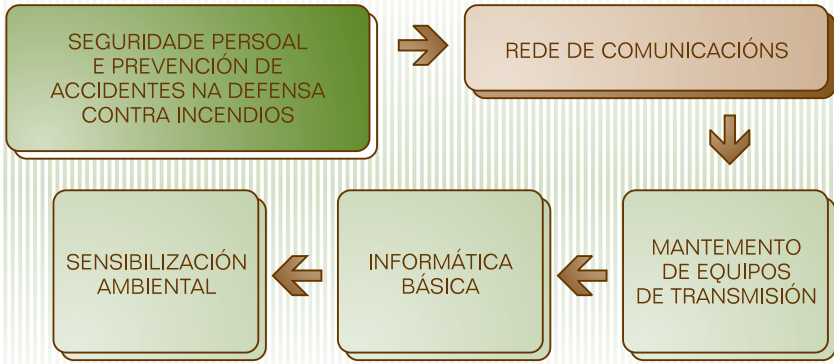 SEGURIDADE PERSOAL
E PREVENCIÓN DE
ACCIDENTES NA DEFENSA
CONTRA INCENDIOS
REDE DE COMUNICACIÓNS
MANTEMENTO
DE EQUIPOS
DE TRANSMISIÓN
INFORMÁTICA
BÁSICA
SENSIBILIZACIÓN
AMBIENTAL